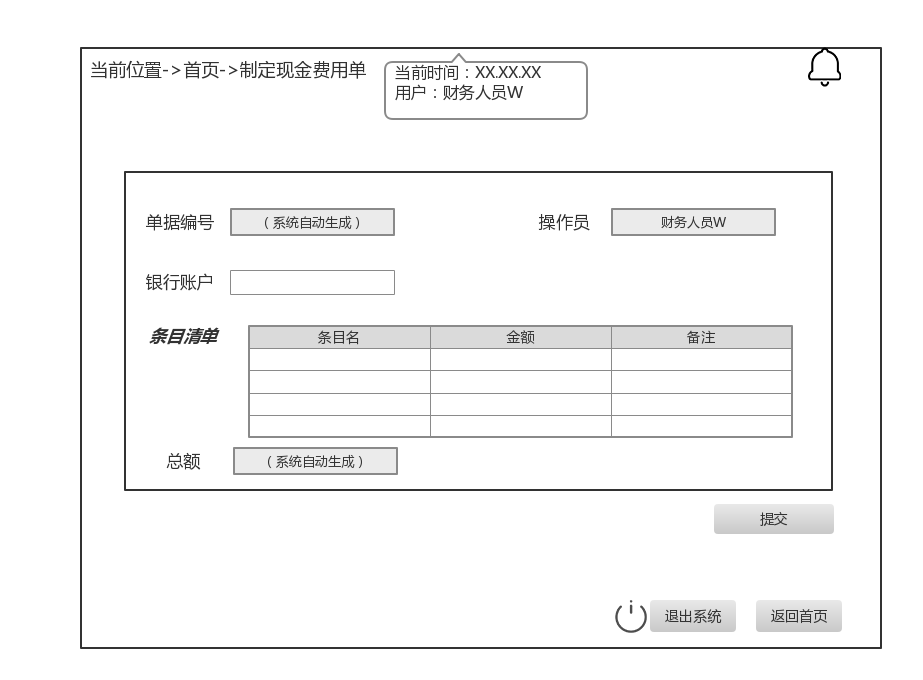 当前位置->首页->制定现金费用单
当前时间：XX.XX.XX
用户：财务人员W
单据编号
（系统自动生成）
操作员
财务人员W
银行账户
条目清单
条目名
金额
备注
总额
（系统自动生成）
提交
退出系统
返回首页